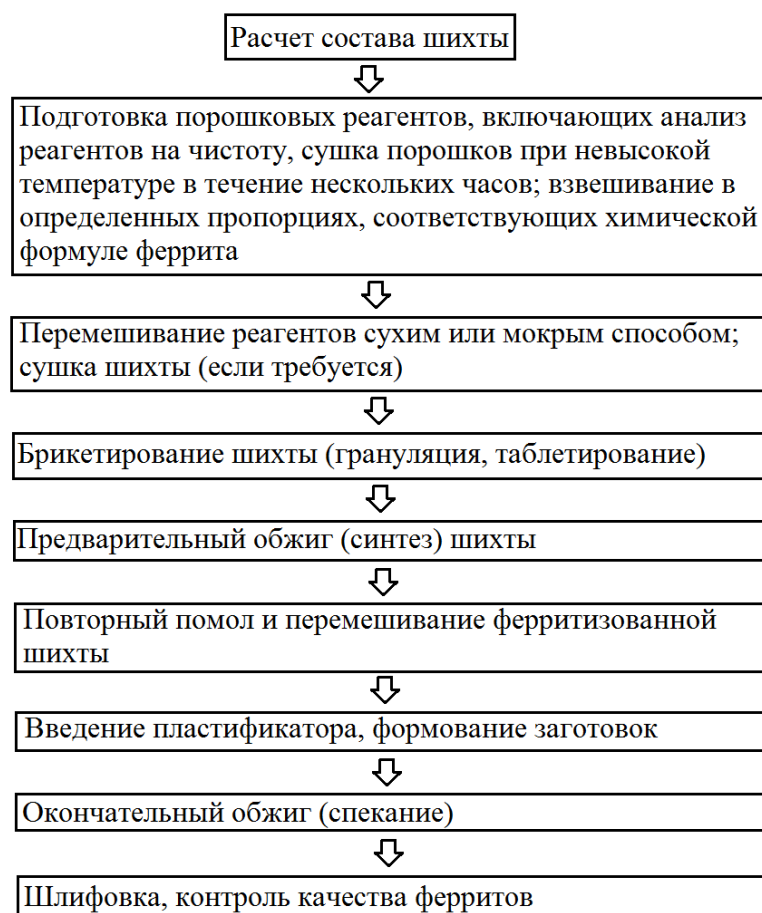 Расчет состава шихты
Подготовка порошковых реагентов, включающих анализ
реагентов на чистоту, сушка порошков при невысокой
температуре в течение нескольких часов; взвешивание в
определенных пропорциях, соответствующих химической
формуле феррита
Перемешивание реагентов сухим или мокрым способом;
сушка шихты (если требуется)
Брикетирование шихты (грануляция, таблетирование)
Предварительный обжиг (синтез) шихты
Повторный помол и перемешивание ферритизованной
шихты
Введение пластификатора, формование заготовок
Окончательный обжиг (спекание)
Шлифовка, контроль качества ферритов